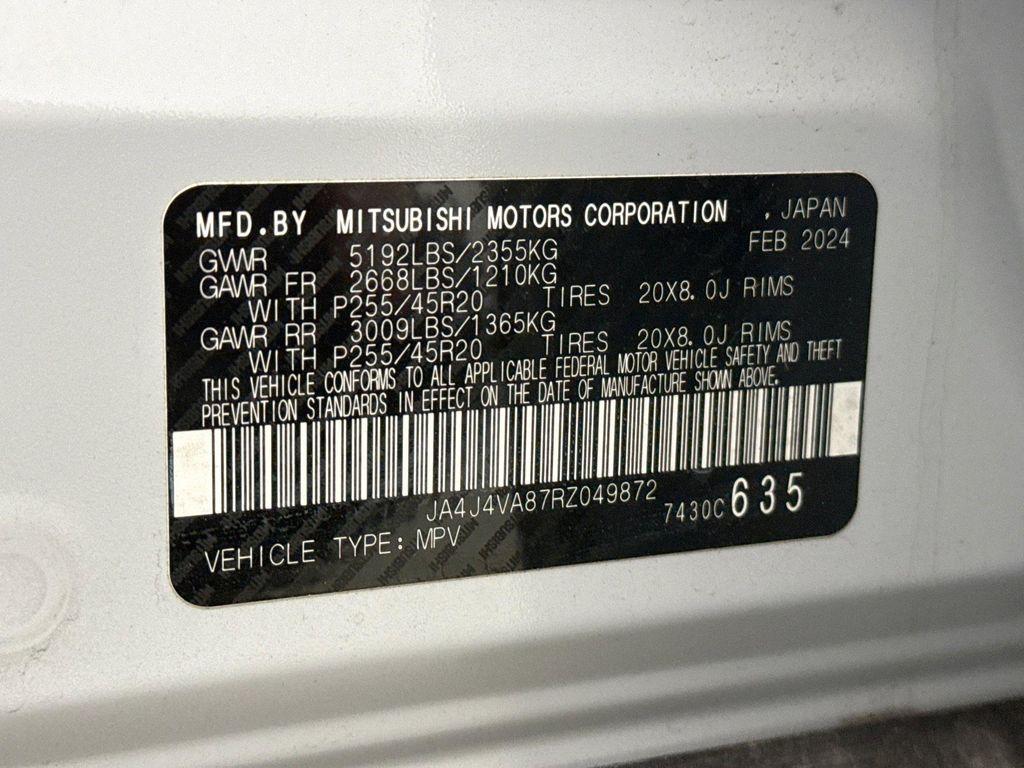 MFD. BY MITSUBISHI MOTORS CORPORATION , JAPAN
FEB 2024
GVWR 5192LBS/2355KG
GAWR FR 2668LBS/1210KG
WITH P255/45R20 TIRES 20X8.0J RIMS
GAWR RR 3009LBS/1365KG
WITH P255/45R20 TIRES 20X8.0J RIMS
THIS VEHICLE CONFORMS TO ALL APPLICABLE FEDERAL MOTOR VEHICLE SAFETY AND THEFT
PREVENTION STANDARDS IN EFFECT ON THE DATE OF MANUFACTURE SHOWN ABOVE.
JA4J4VA87RZ049872 7430C 635
VEHICLE TYPE: MPV